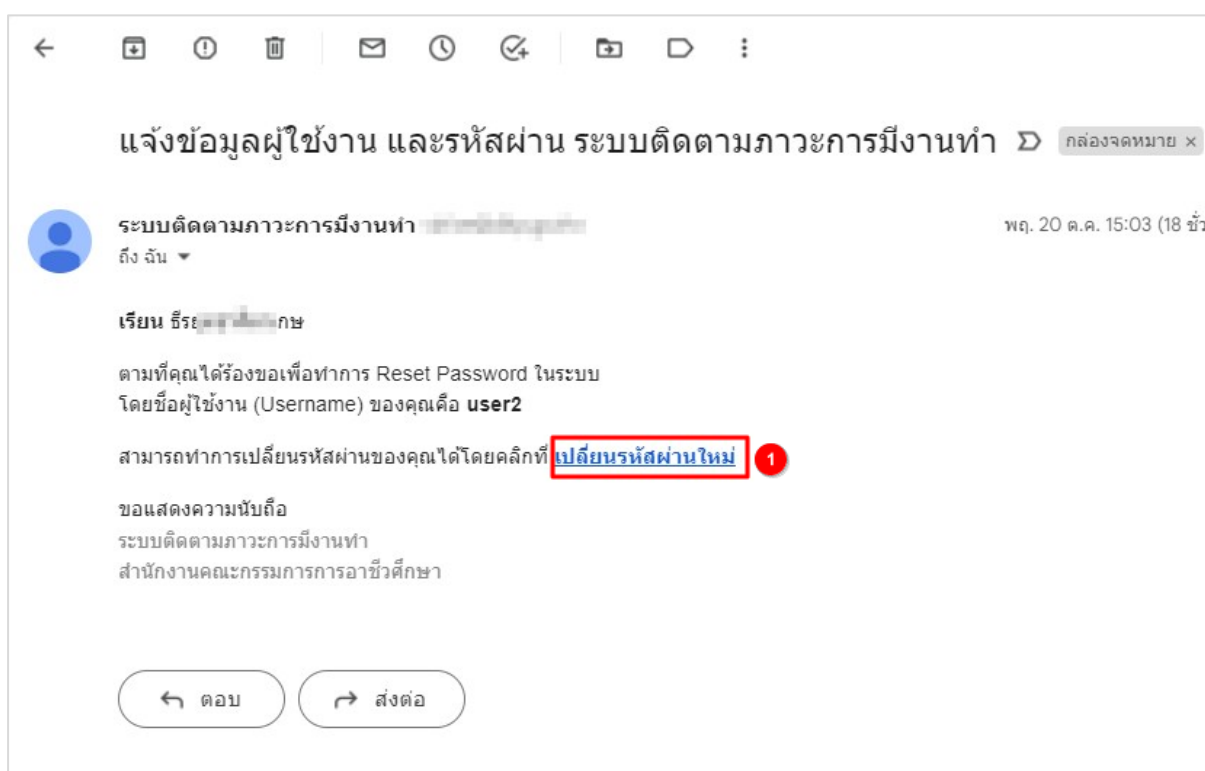 แจ้งข้อมูลผู้ใช้งาน และรหัสผ่าน ระบบติดตามภาวะการมีงานทำ กล่องจดหมาย ×
ระบบติดตามภาวะการมีงานทำ พฤ. 20 ต.ค. 15:03 (18 ชั่ว
ถึง ฉัน
เรียน
ตามที่คุณได้ร้องขอเพื่อทำการ Reset Password ในระบบ
โดยชื่อผู้ใช้งาน (Username) ของคุณคือ user2
สามารถทำการเปลี่ยนรหัสผ่านของคุณได้โดยคลิกที่ เปลี่ยนรหัสผ่านใหม่ 1
ขอแสดงความนับถือ
ระบบติดตามภาวะการมีงานทำ
สำนักงานคณะกรรมการการอาชีวศึกษา
ตอบ ส่งต่อ